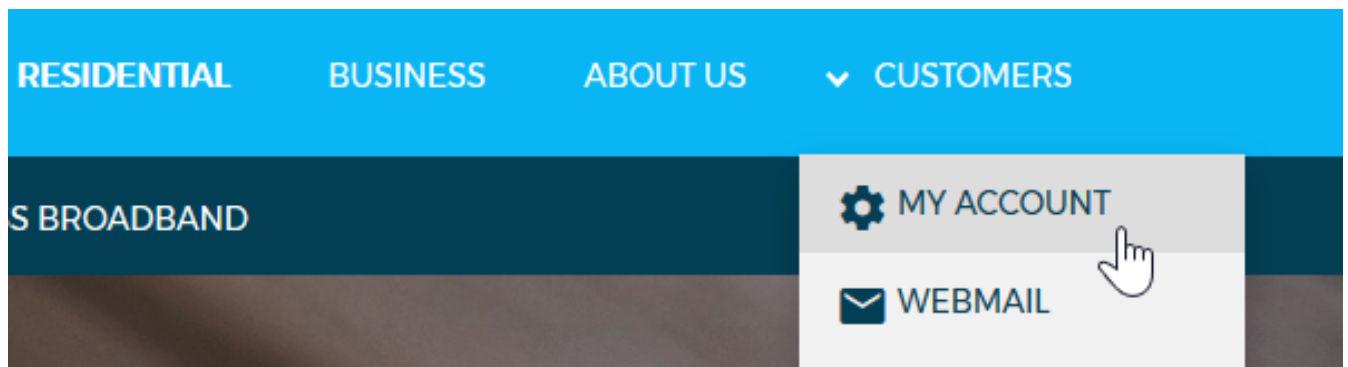 RESIDENTIAL BUSINESS ABOUT US CUSTOMERS
MY ACCOUNT
S BROADBAND
WEBMAIL